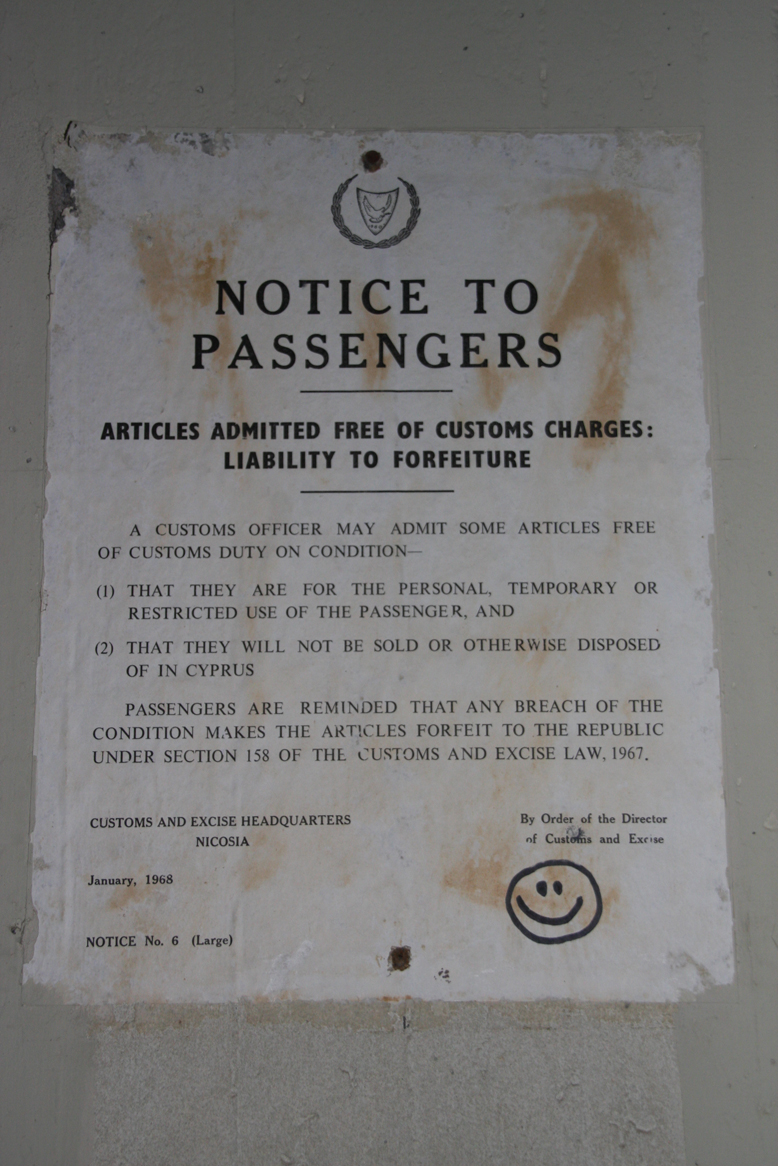 NOTICE TO
PASSENGERS
ARTICLES ADMITTED FREE OF CUSTOMS CHARGES:
LIABILITY TO FORFEITURE
A CUSTOMS OFFICER MAY ADMIT SOME ARTICLES FREE
OF CUSTOMS DUTY ON CONDITION—
(1) THAT THEY ARE FOR THE PERSONAL, TEMPORARY OR
RESTRICTED USE OF THE PASSENGER, AND
(2) THAT THEY WILL NOT BE SOLD OR OTHERWISE DISPOSED
OF IN CYPRUS
PASSENGERS ARE REMINDED THAT ANY BREACH OF THE
CONDITION MAKES THE ARTICLES FORFEIT TO THE REPUBLIC
UNDER SECTION 158 OF THE CUSTOMS AND EXCISE LAW, 1967.
CUSTOMS AND EXCISE HEADQUARTERS
NICOSIA
By Order of the Director
of Customs and Excise
January, 1968
NOTICE No. 6 (Large)